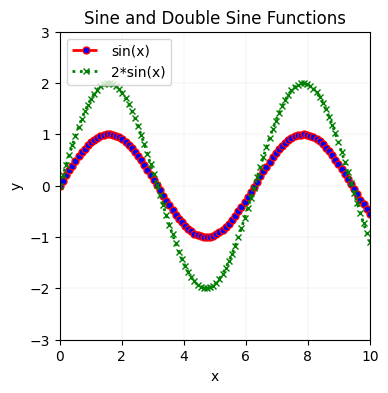 Sine and Double Sine Functions
sin(x)
2*sin(x)
y
3
2
1
0
−1
−2
−3
0 2 4 6 8 10
x